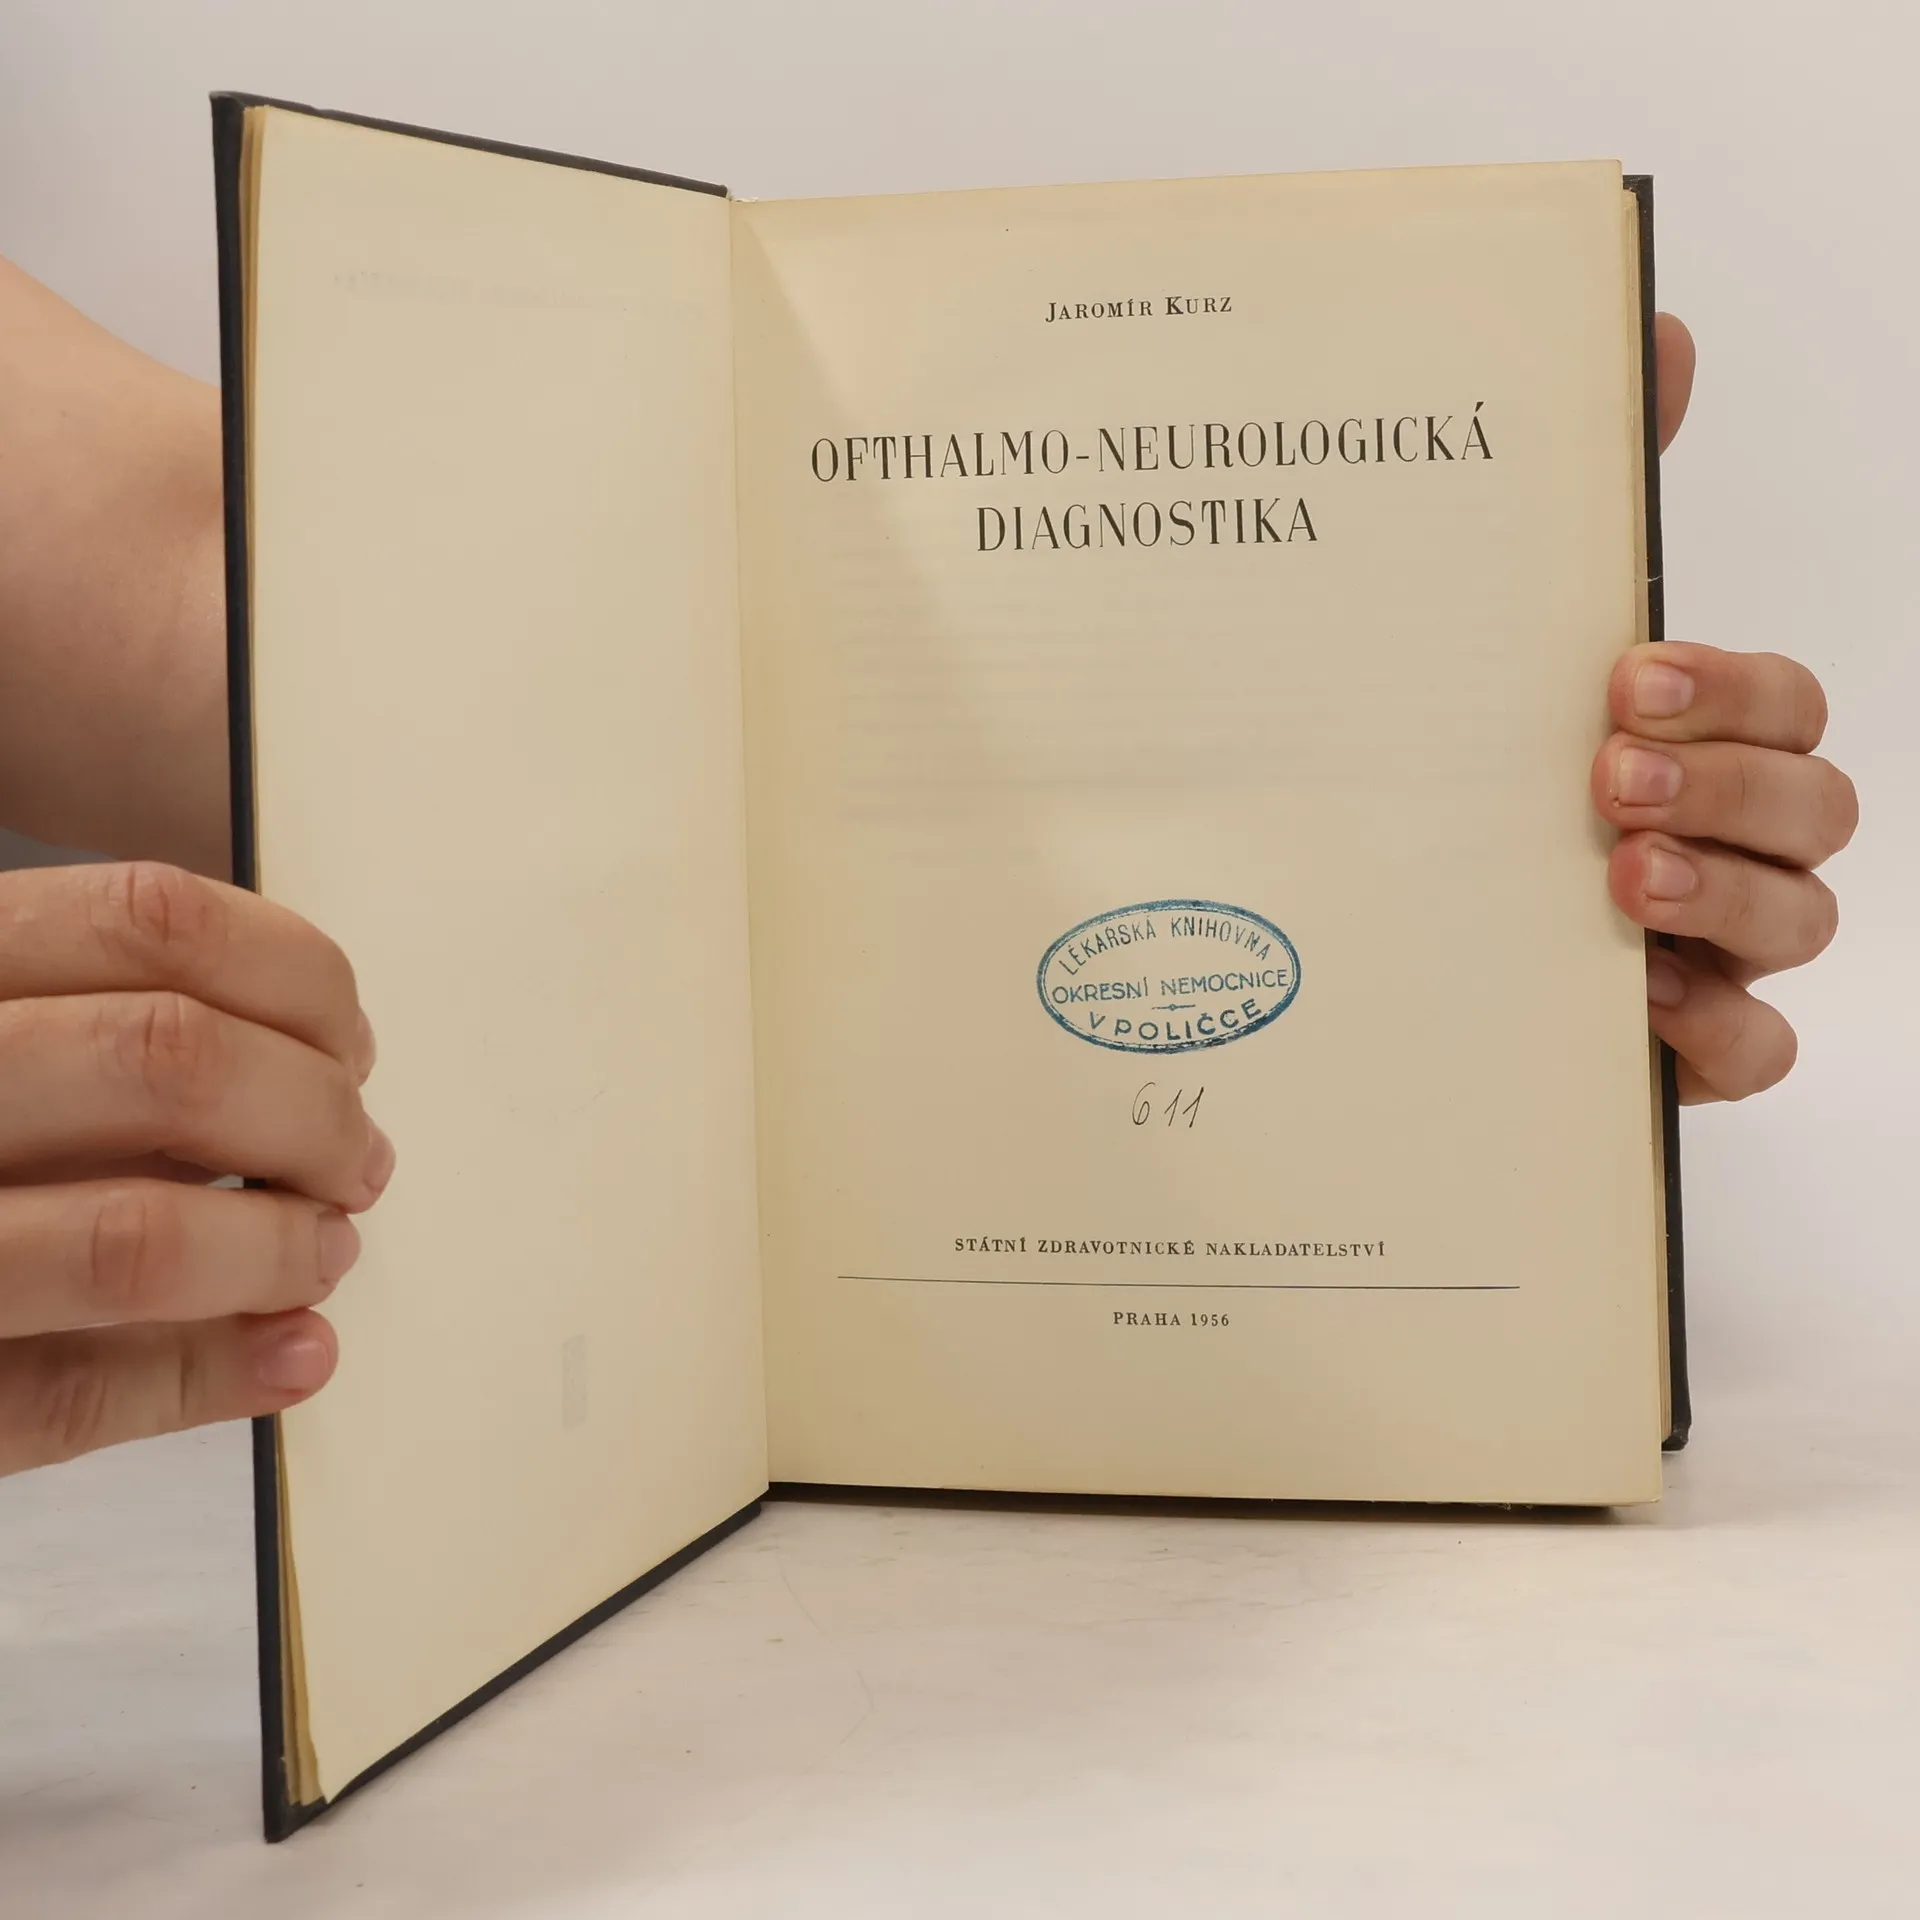 JAROMÍR KURZ
OFTHALMO-NEUROLOGICKÁ
DIAGNOSTIKA
LÉKAŘSKÁ KNIHOVNA
OKRESNÍ NEMOCNICE
V POLIČCE
611
STÁTNÍ ZDRAVOTNICKÉ NAKLADATELSTVÍ
PRAHA 1956